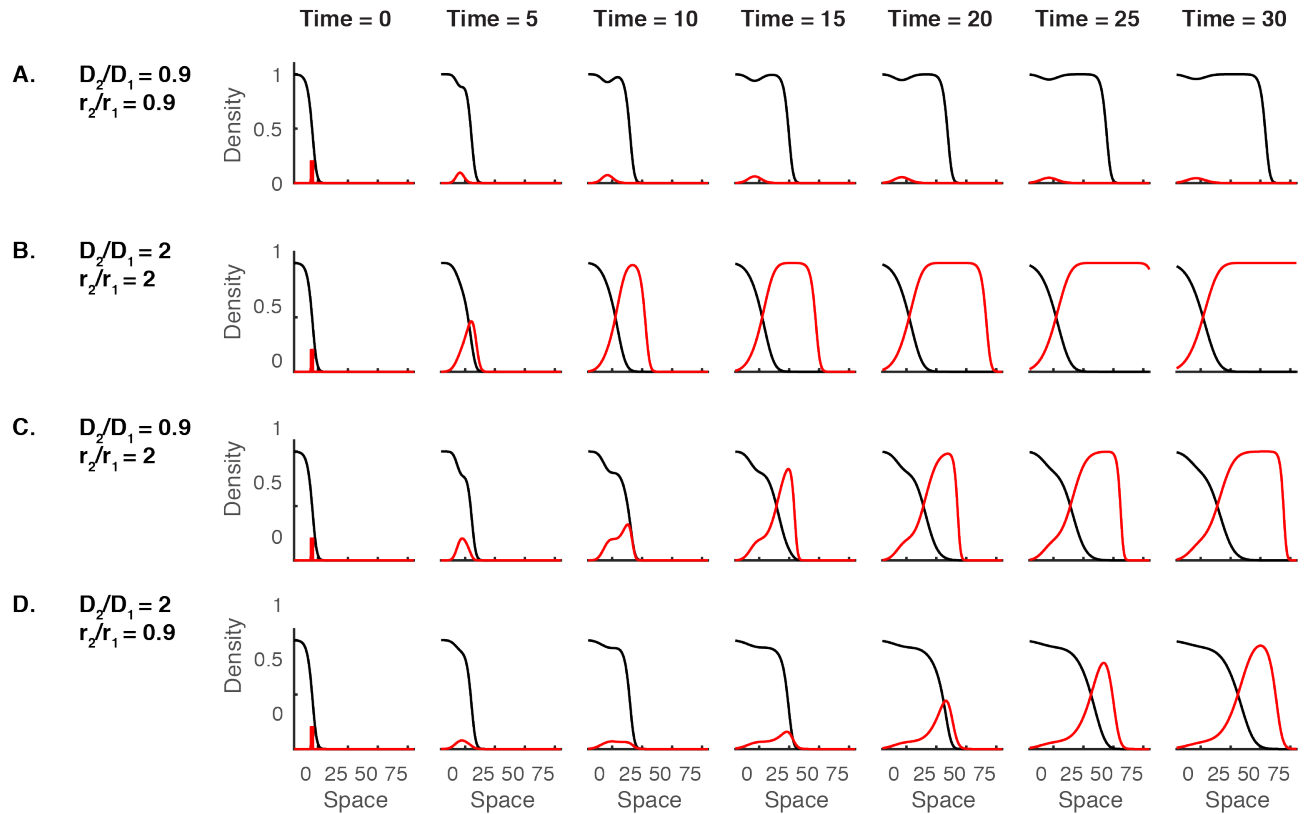 Time = 0 Time = 5 Time = 10 Time = 15 Time = 20 Time = 25 Time = 30
A. D₂/D₁ = 0.9
r₂/r₁ = 0.9
1
0.5
0
Density
B. D₂/D₁ = 2
r₂/r₁ = 2
1
0.5
0
Density
C. D₂/D₁ = 0.9
r₂/r₁ = 2
1
0.5
0
Density
D. D₂/D₁ = 2
r₂/r₁ = 0.9
1
0.5
0
Density
0 25 50 75 0 25 50 75 0 25 50 75 0 25 50 75 0 25 50 75 0 25 50 75 0 25 50 75
Space Space Space Space Space Space Space